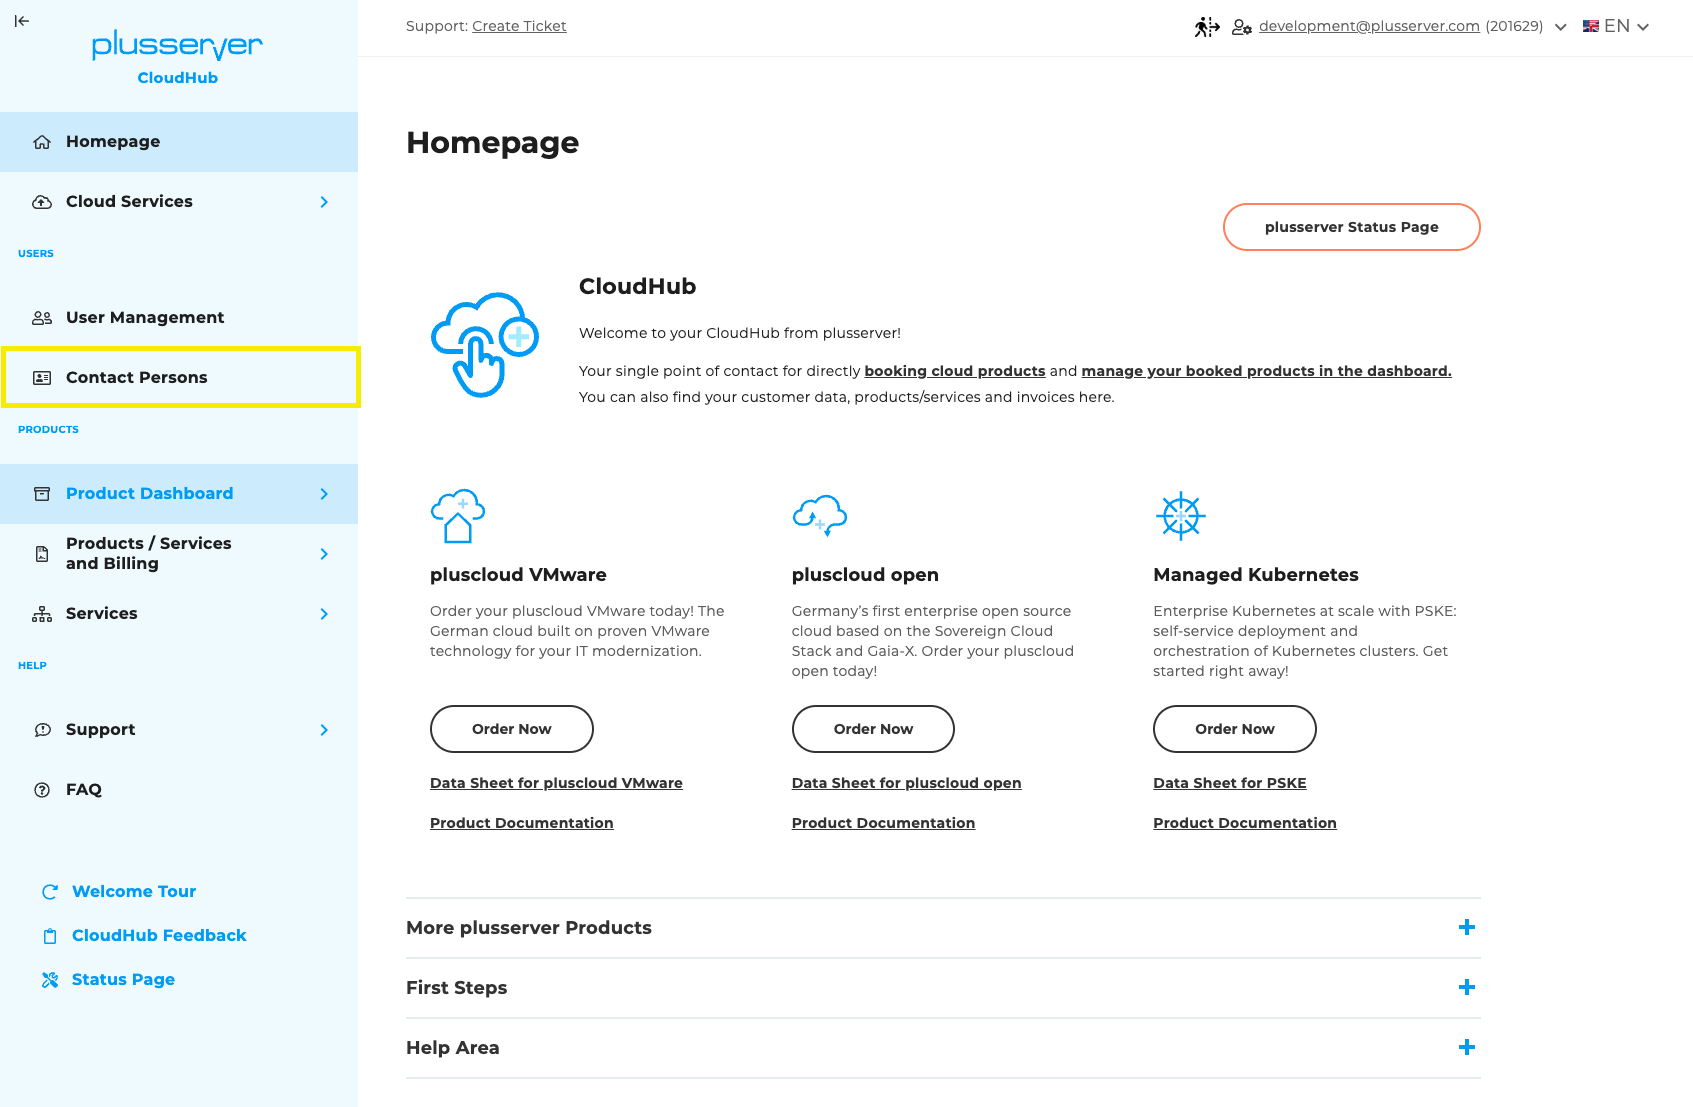 plusserver
CloudHub
Homepage
Cloud Services
USERS
User Management
Contact Persons
PRODUCTS
Product Dashboard
Products / Services
and Billing
Services
HELP
Support
FAQ
Welcome Tour
CloudHub Feedback
Status Page
Support: Create Ticket
development@plusserver.com (201629)
EN
Homepage
plusserver Status Page
CloudHub
Welcome to your CloudHub from plusserver!
Your single point of contact for directly booking cloud products and manage your booked products in the dashboard.
You can also find your customer data, products/services and invoices here.
pluscloud VMware
Order your pluscloud VMware today! The
German cloud built on proven VMware
technology for your IT modernization.
Order Now
Data Sheet for pluscloud VMware
Product Documentation
pluscloud open
Germany’s first enterprise open source
cloud based on the Sovereign Cloud
Stack and Gaia-X. Order your pluscloud
open today!
Order Now
Data Sheet for pluscloud open
Product Documentation
Managed Kubernetes
Enterprise Kubernetes at scale with PSKE:
self-service deployment and
orchestration of Kubernetes clusters. Get
started right away!
Order Now
Data Sheet for PSKE
Product Documentation
More plusserver Products
First Steps
Help Area